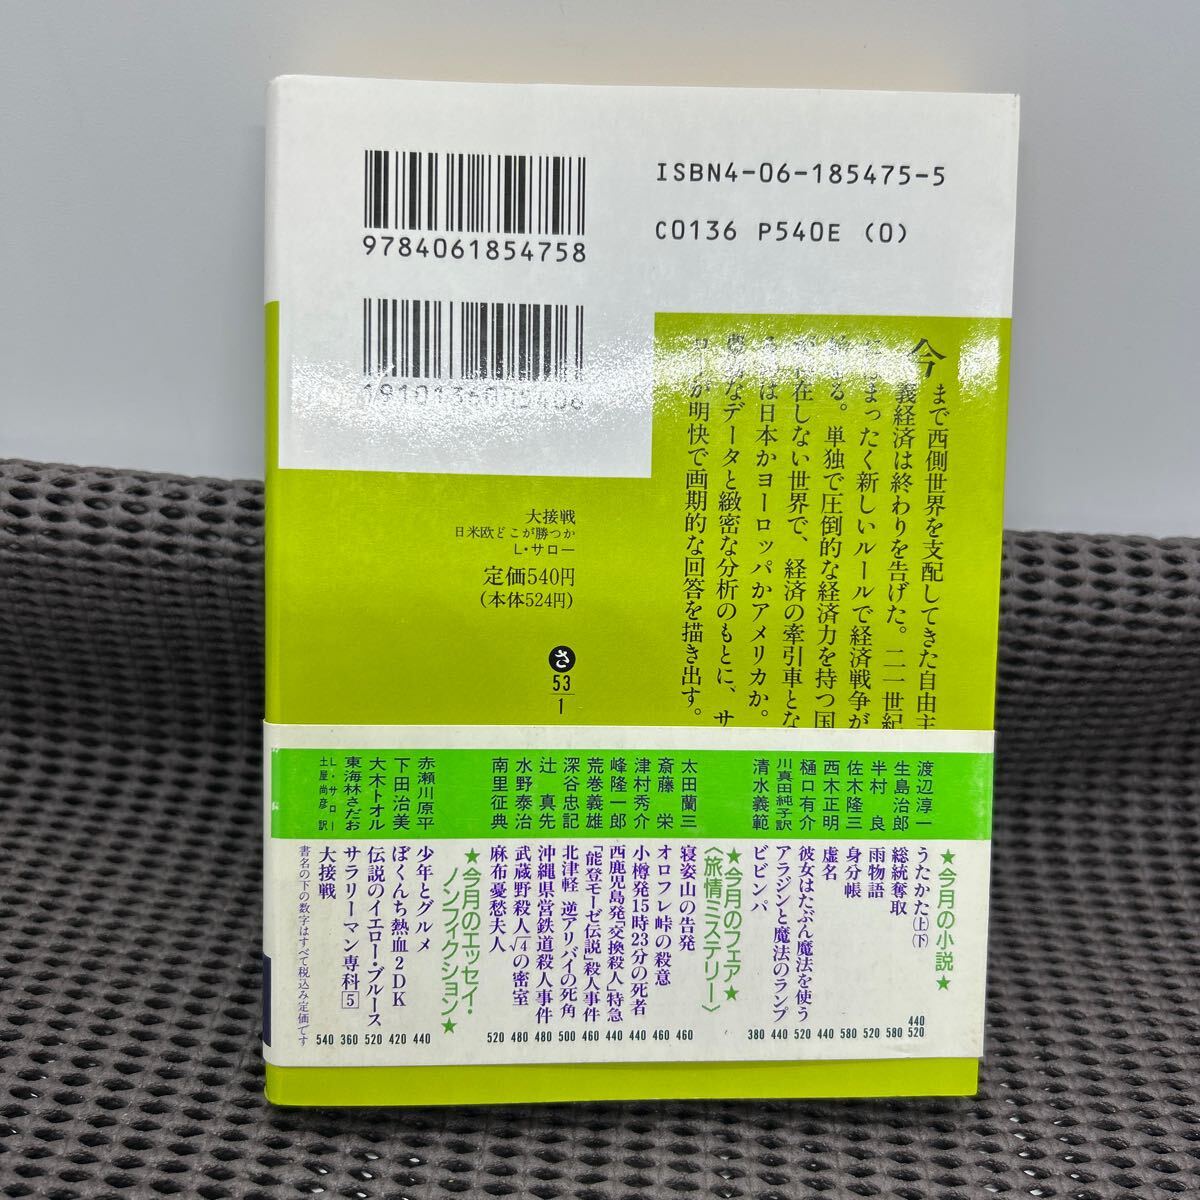 ISBN4-06-185475-5
C0136 P540E (0)
9784061854758
大接戦
日米欧どこが勝つか
L・サロー
定価540円
(本体524円)
さ
53
1
今まで西側世界を支配してきた自由主
義経済は終わりを告げた。二一世紀
まったく新しいルールで経済戦争が
る。単独で圧倒的な経済力を持つ国
在しない世界で、経済の牽引車とな
は日本かヨーロッパかアメリカか。
なデータと緻密な分析のもとに、サ
が明快で画期的な回答を描き出す。
★今月の小説★
渡辺淳一 うたかた(上)(下) 440 520
生島治郎 総統奪取 580
半村 良 雨物語 520
佐木隆三 身分帳 580
西木正明 虚名 440
樋口有介 彼女はたぶん魔法を使う 520
川真田純子訳 アラジンと魔法のランプ 440
清水義範 ビビンパ 380
★今月のフェア★
〈旅情ミステリー〉
太田蘭三 寝姿山の告発 460
斎藤 栄 オロフレ峠の殺意 460
津村秀介 小樽発15時23分の死者 440
峰隆一郎 西鹿児島発「交換殺人」特急 440
荒巻義雄 「能登モーゼ伝説」殺人事件 460
深谷忠記 北津軽 逆アリバイの死角 500
辻 真先 沖縄県営鉄道殺人事件 480
水野泰治 武蔵野殺人√4の密室 480
南里征典 麻布憂愁夫人 520
★今月のエッセイ・
ノンフィクション★
赤瀬川原平 少年とグルメ 440
下田治美 ぼくんち熱血2DK 420
大木トオル 伝説のイエロー・ブルース 520
東海林さだお サラリーマン専科5 360
L・サロー 土屋尚彦 訳 大接戦 540
書名の下の数字はすべて税込み定価です